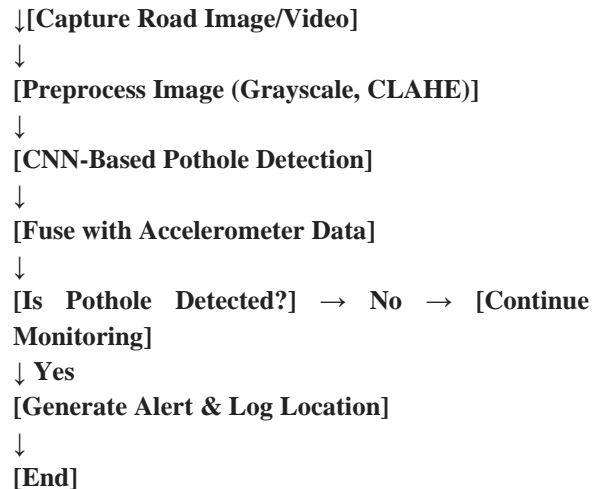 ↓[Capture Road Image/Video]
↓
[Preprocess Image (Grayscale, CLAHE)]
↓
[CNN-Based Pothole Detection]
↓
[Fuse with Accelerometer Data]
↓
[Is Pothole Detected?] → No → [Continue
Monitoring]
↓ Yes
[Generate Alert & Log Location]
↓
[End]